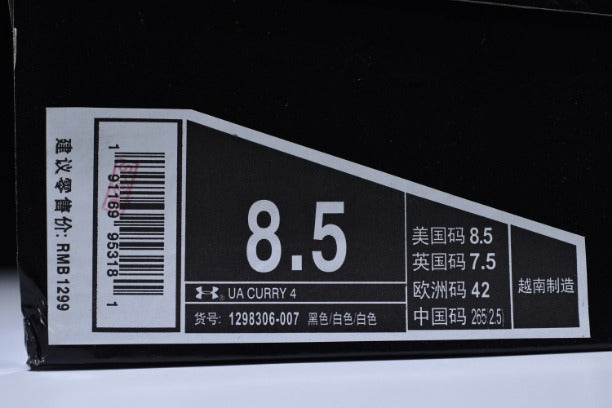 建议零售价: RMB 1299
1 91169 95318 1
8.5
UA CURRY 4
货号: 1298306-007 黑色/白色/白色
美国码 8.5
英国码 7.5
欧洲码 42
中国码 265(2.5)
越南制造